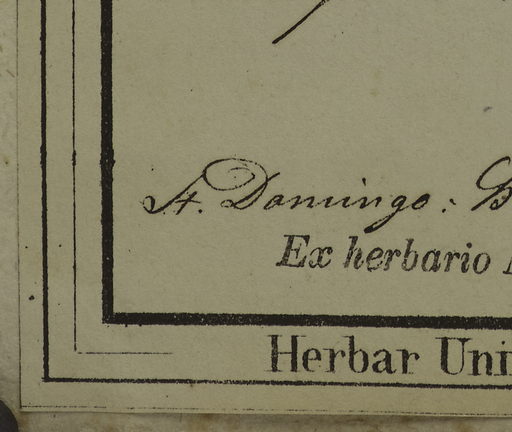 St. Domingo: B
Ex herbario
Herbar Uni